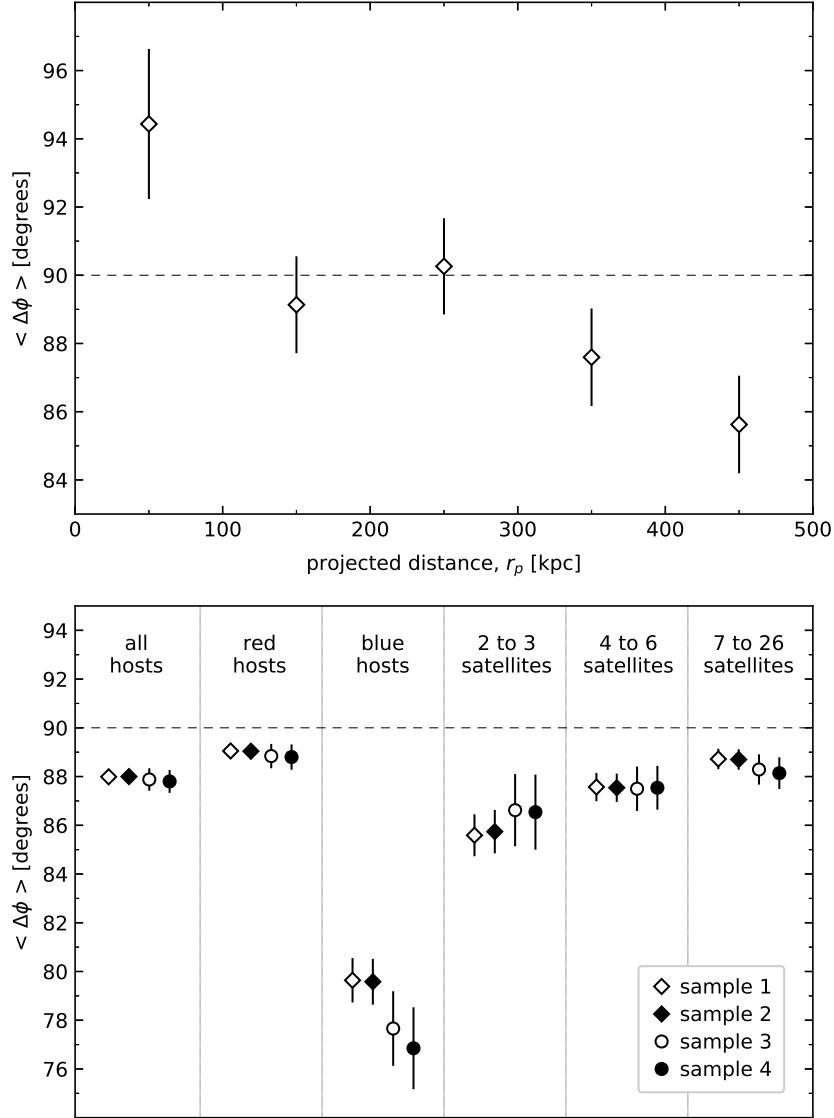 96
94
92
90
88
86
84
< Δϕ > [degrees]
0 100 200 300 400 500
projected distance, rp [kpc]
all
hosts
red
hosts
blue
hosts
2 to 3
satellites
4 to 6
satellites
7 to 26
satellites
94
92
90
88
86
84
82
80
78
76
< Δϕ > [degrees]
sample 1
sample 2
sample 3
sample 4